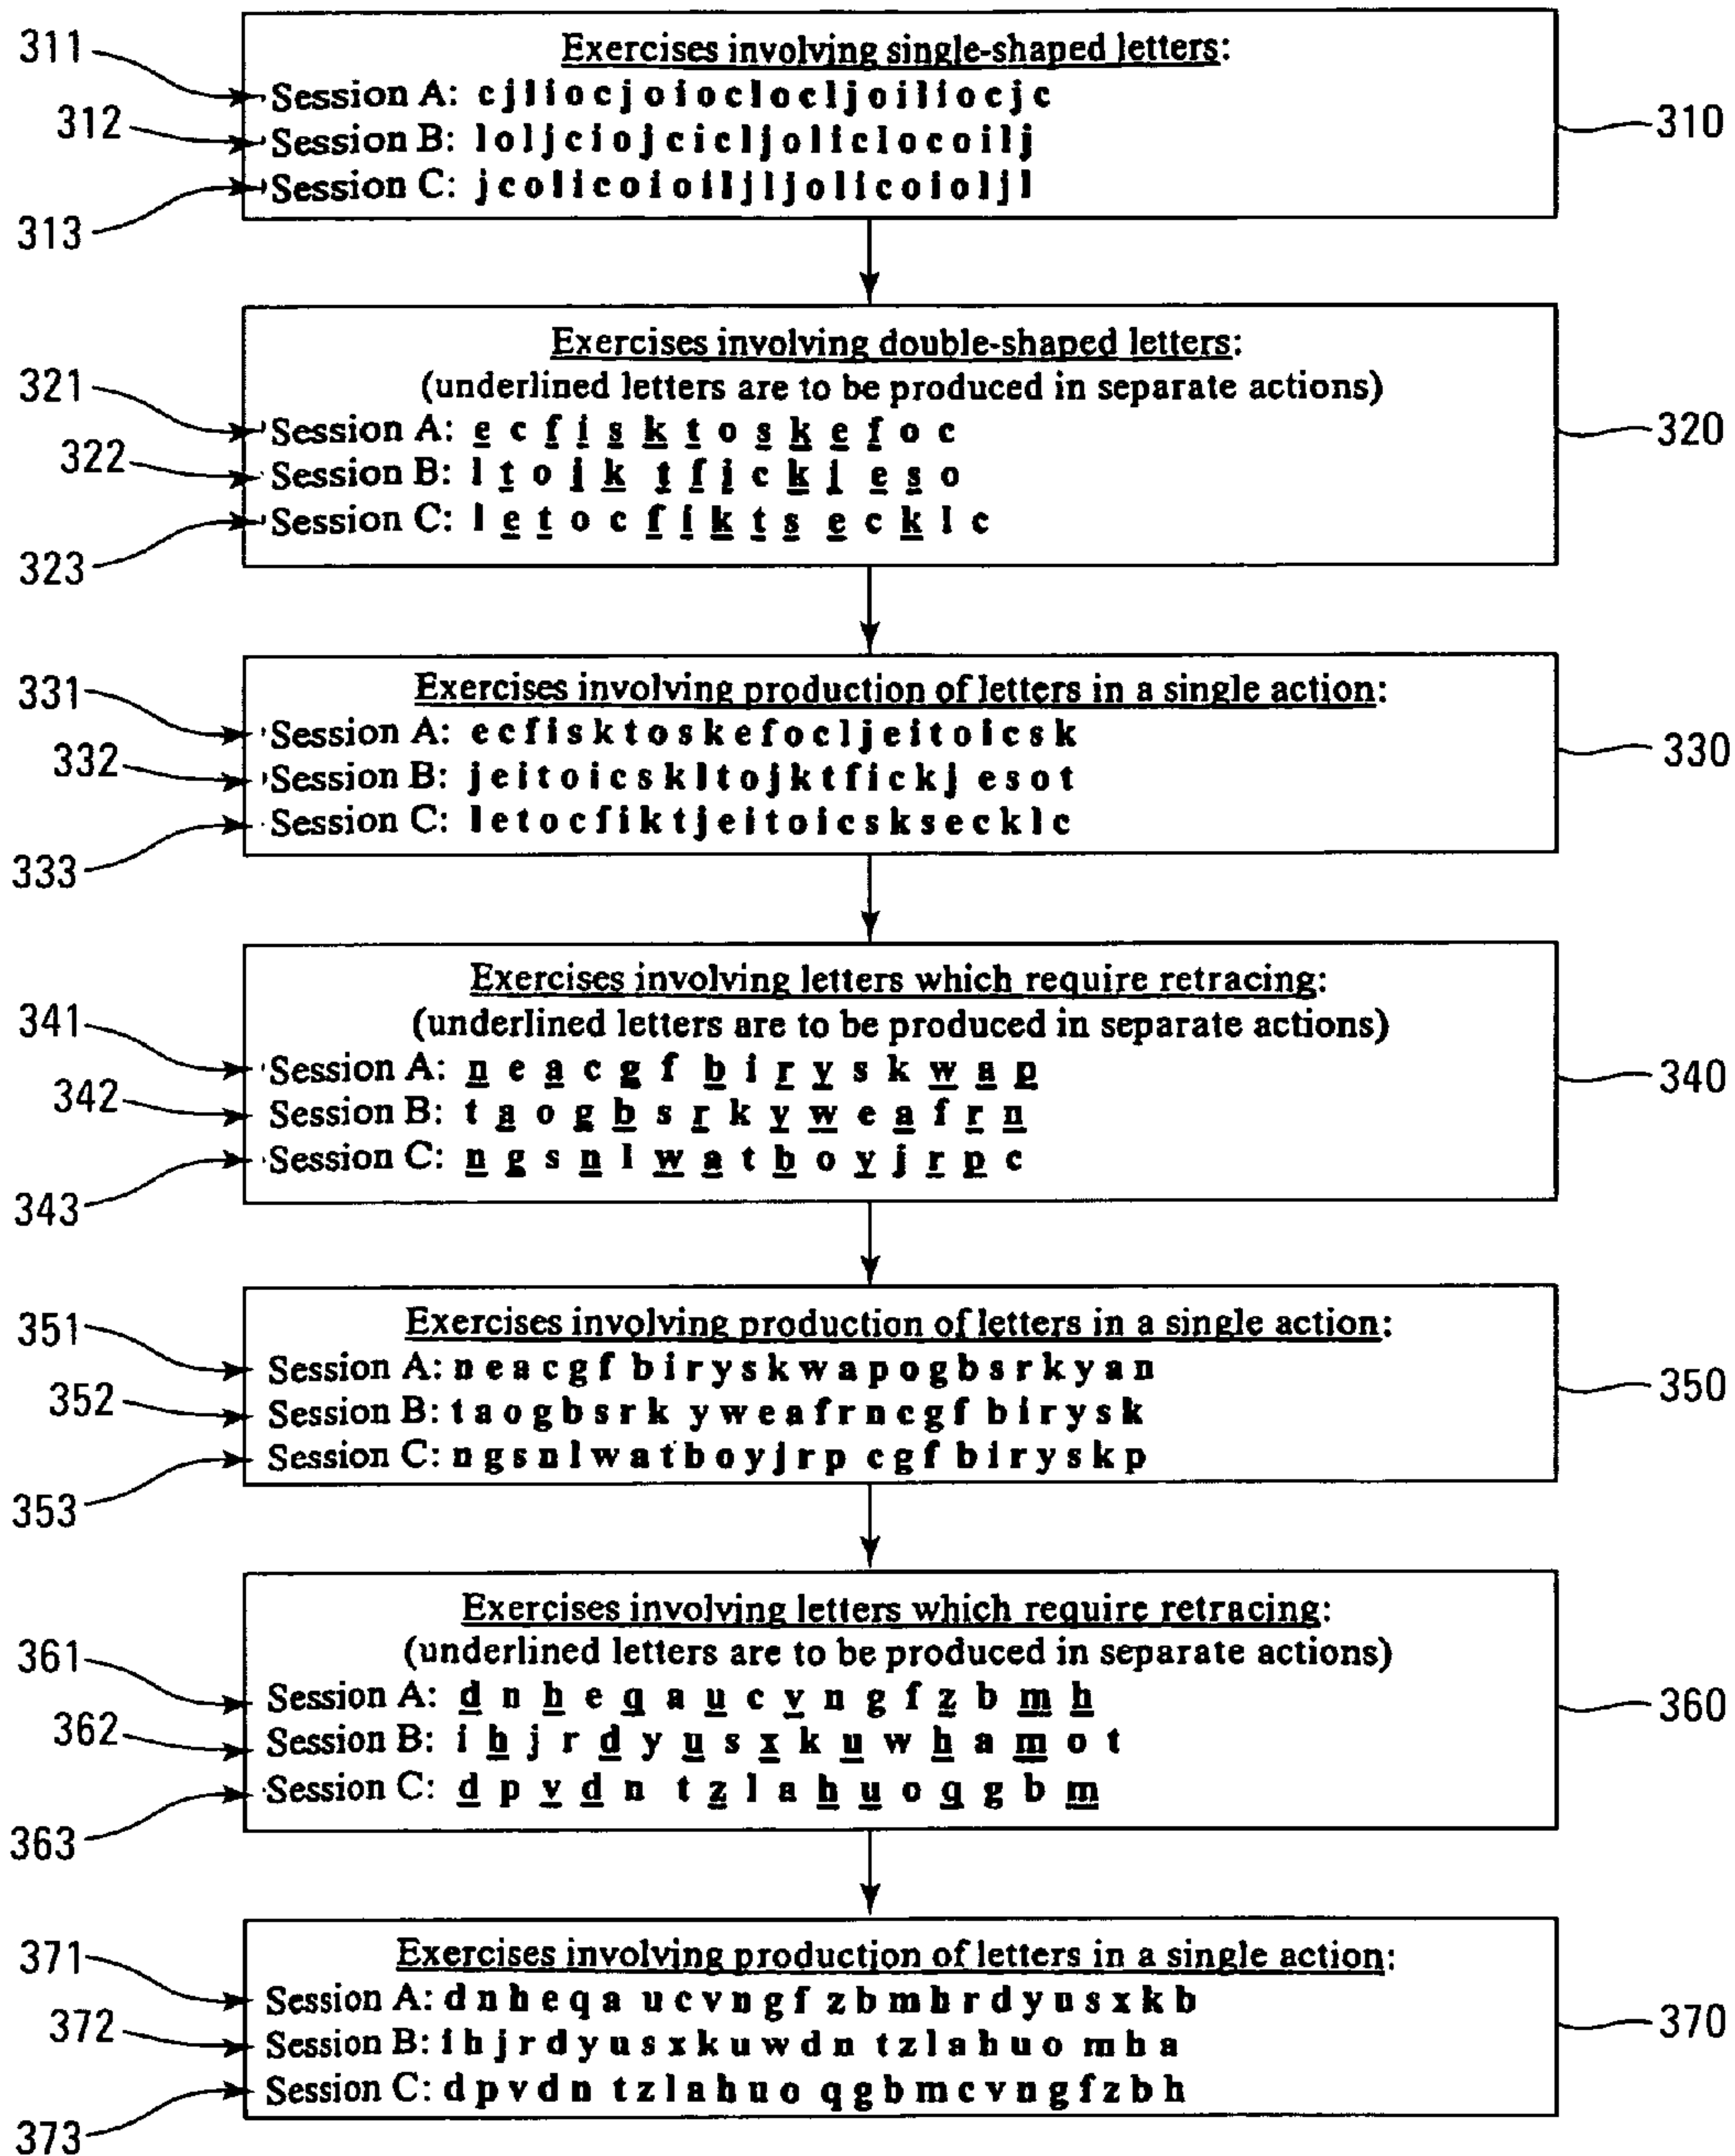 Exercises involving single-shaped letters:
311 Session A: c j l i o c j o i o c l o c l j o i l i o c j c
312 Session B: l o l j c i o j c i c l j o l i c l o c o i l j 310
313 Session C: j c o l i c o i o i l j l j o l i c o i o l j l
Exercises involving double-shaped letters:
(underlined letters are to be produced in separate actions)
321 Session A: e c f i s k t o s k e f o c 320
322 Session B: l t o j k t f j c k j e s o
323 Session C: l e t o c f i k t s e c k l c
Exercises involving production of letters in a single action:
331 Session A: e c f i s k t o s k e f o c l j e i t o i c s k
332 Session B: j e i t o i c s k l t o j k t f i c k j e s o t 330
333 Session C: l e t o c f i k t j e i t o i c s k s e c k l c
Exercises involving letters which require retracing:
(underlined letters are to be produced in separate actions)
341 Session A: n e a c g f b i r y s k w a p 340
342 Session B: t a o g b s r k y w e a f r n
343 Session C: n g s n l w a t b o y j r p c
Exercises involving production of letters in a single action:
351 Session A: n e a c g f b i r y s k w a p o g b s r k y a n
352 Session B: t a o g b s r k y w e a f r n c g f b i r y s k 350
353 Session C: n g s n l w a t b o y j r p c g f b i r y s k p
Exercises involving letters which require retracing:
(underlined letters are to be produced in separate actions)
361 Session A: d n h e q a u c v n g f z b m h 360
362 Session B: i h j r d y u s x k u w h a m o t
363 Session C: d p v d n t z l a h u o q g b m
Exercises involving production of letters in a single action:
371 Session A: d n h e q a u c v n g f z b m h r d y u s x k b
372 Session B: i h j r d y u s x k u w d n t z l a h u o m h a 370
373 Session C: d p v d n t z l a h u o q g b m c v n g f z b h